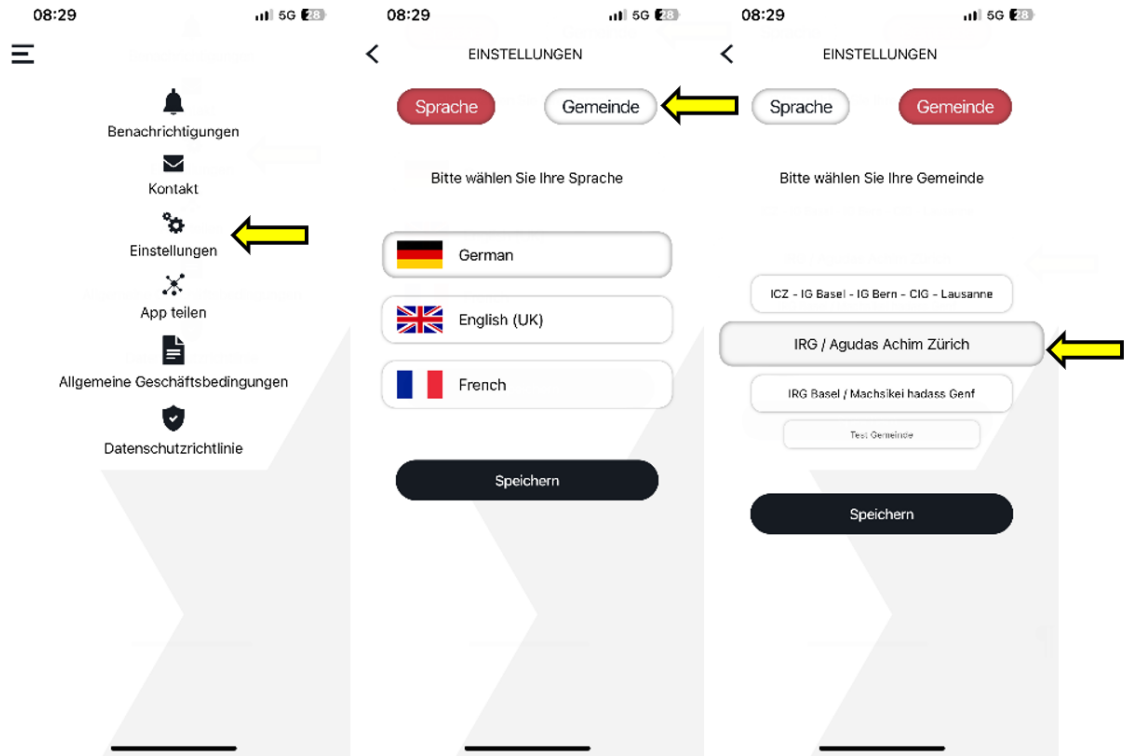 08:29
5G 28
Benachrichtigungen
Kontakt
Einstellungen
App teilen
Allgemeine Geschäftsbedingungen
Datenschutzrichtlinie
08:29
5G 28
EINSTELLUNGEN
Sprache
Gemeinde
Bitte wählen Sie Ihre Sprache
German
English (UK)
French
Speichern
08:29
5G 28
EINSTELLUNGEN
Sprache
Gemeinde
Bitte wählen Sie Ihre Gemeinde
ICZ - IG Basel - IG Bern - CIG - Lausanne
IRG / Agudas Achim Zürich
IRG Basel / Machsikei hadass Genf
Test Gemeinde
Speichern